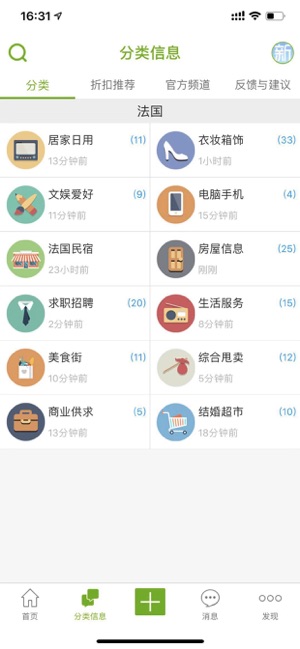 16:31
分类信息
新
分类 折扣推荐 官方频道 反馈与建议
法国
居家日用 (11) 衣妆箱饰 (33)
13分钟前 1小时前
文娱爱好 (9) 电脑手机 (4)
11分钟前 15分钟前
法国民宿 房屋信息 (25)
23小时前 刚刚
求职招聘 (20) 生活服务 (15)
2分钟前 8分钟前
美食街 (11) 综合甩卖 (12)
10分钟前 5分钟前
商业供求 (5) 结婚超市 (10)
13分钟前 18分钟前
首页 分类信息 消息 发现